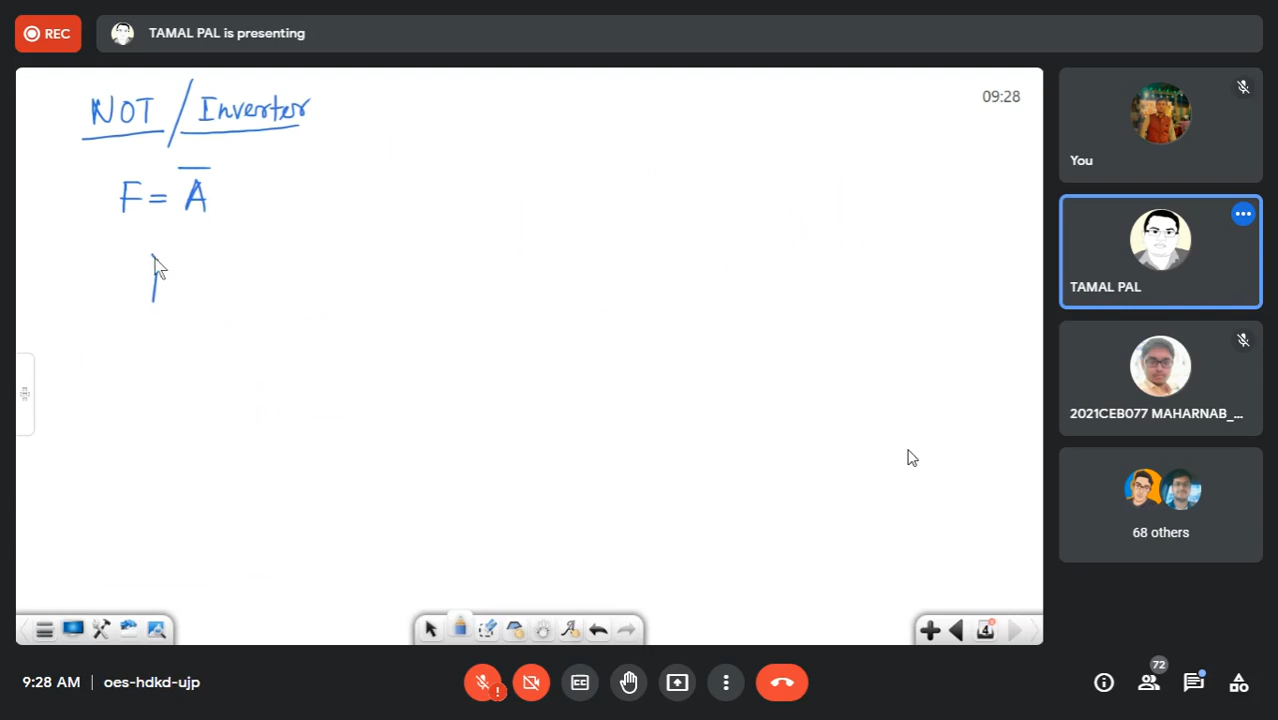 REC
TAMAL PAL is presenting
NOT / Inverter
09:28
F = A̅
You
TAMAL PAL
2021CEB077 MAHARNAB_...
68 others
4
9:28 AM | oes-hdkd-ujp
72